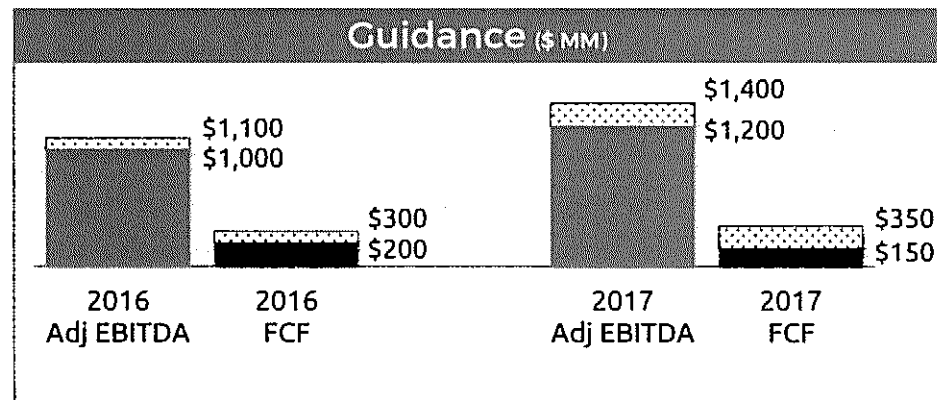 Guidance ($ MM)
$1,100
$1,000
$300
$200
$1,400
$1,200
$350
$150
2016
Adj EBITDA
2016
FCF
2017
Adj EBITDA
2017
FCF